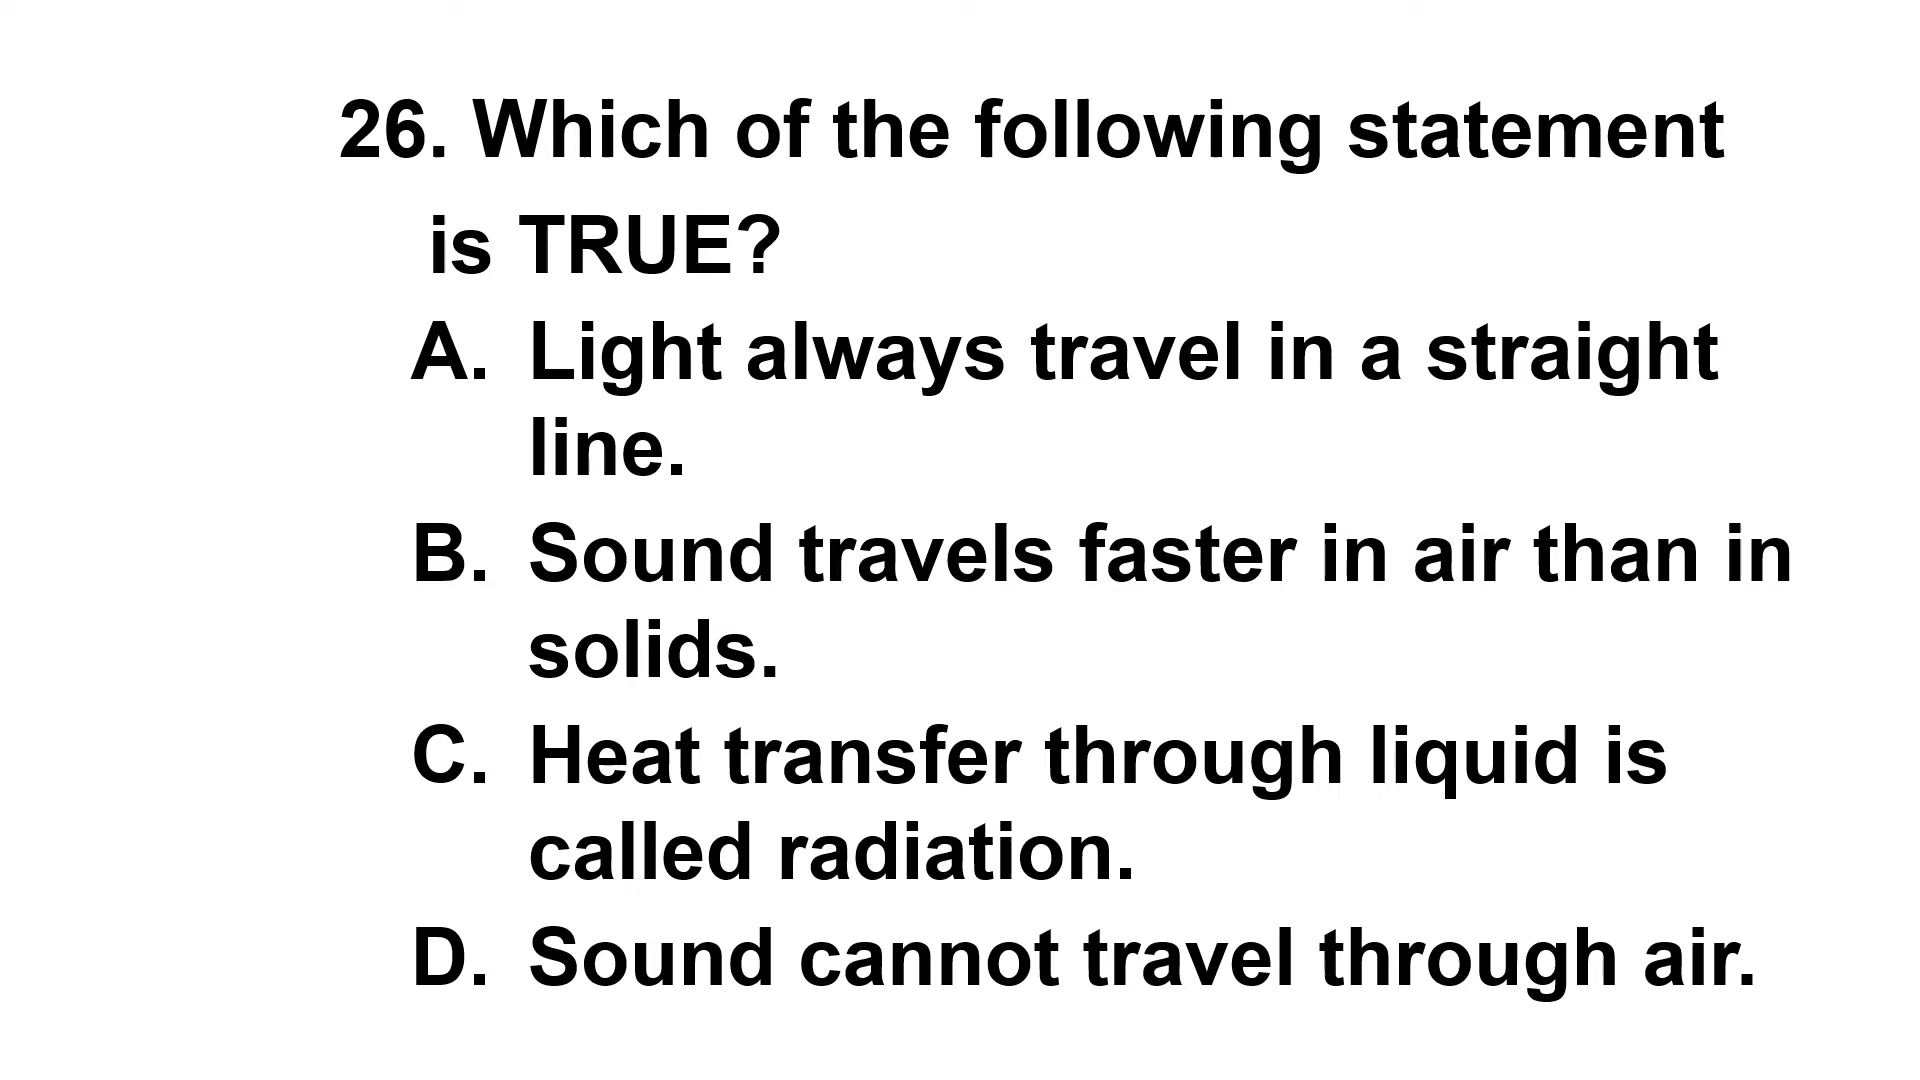 26. Which of the following statement
is TRUE?
A. Light always travel in a straight
line.
B. Sound travels faster in air than in
solids.
C. Heat transfer through liquid is
called radiation.
D. Sound cannot travel through air.